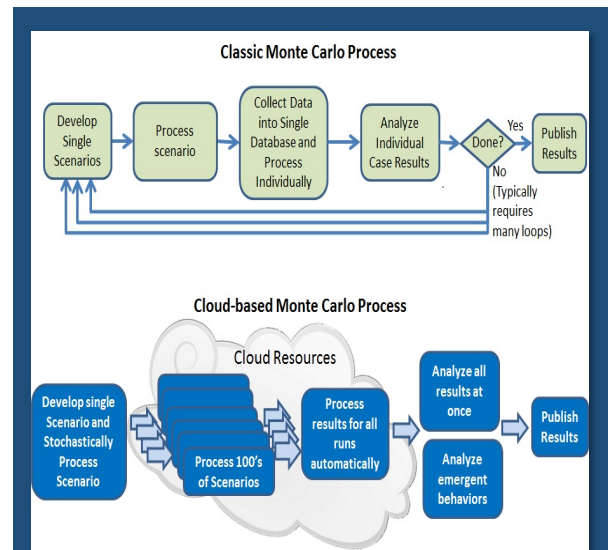 Classic Monte Carlo Process
Develop
Single
Scenarios
Process
scenario
Collect Data
into Single
Database and
Process
Individually
Analyze
Individual
Case Results
Done?
Yes
Publish
Results
No
(Typically
requires
many loops)
Cloud-based Monte Carlo Process
Cloud Resources
Develop single
Scenario and
Stochastically
Process
Scenario
Process 100's
of Scenarios
Process
results for all
runs
automatically
Analyze all
results at
once
Analyze
emergent
behaviors
Publish
Results